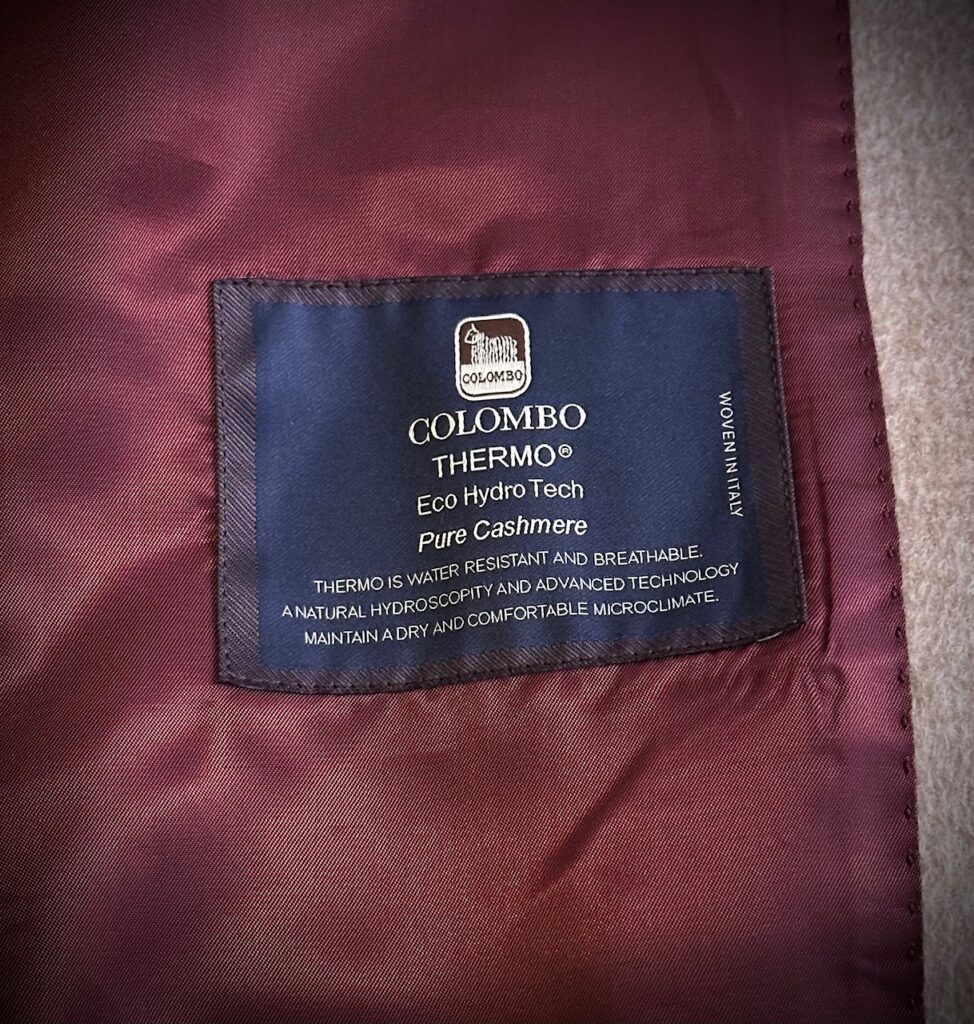 COLOMBO
COLOMBO
THERMO®
Eco Hydro Tech
Pure Cashmere
THERMO IS WATER RESISTANT AND BREATHABLE.
A NATURAL HYDROSCOPITY AND ADVANCED TECHNOLOGY
MAINTAIN A DRY AND COMFORTABLE MICROCLIMATE.
WOVEN IN ITALY